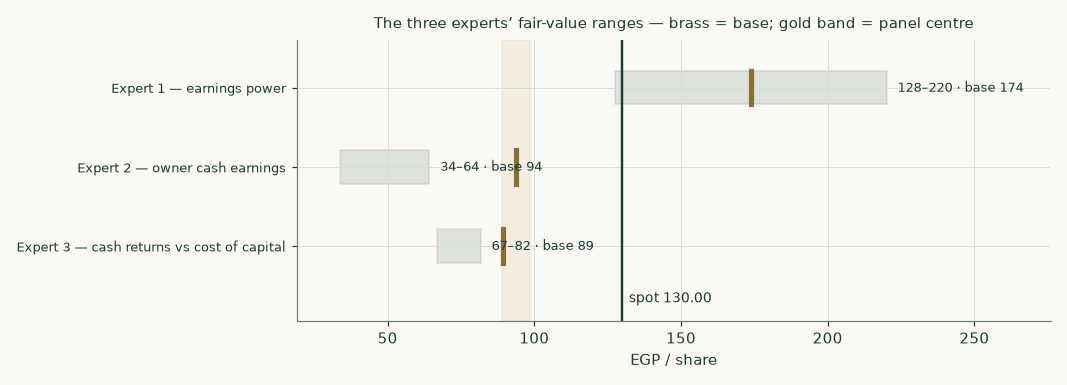 The three experts’ fair-value ranges — brass = base; gold band = panel centre
Expert 1 — earnings power
128–220 · base 174
Expert 2 — owner cash earnings
34–64 · base 94
Expert 3 — cash returns vs cost of capital
67–82 · base 89
spot 130.00
50
100
150
200
250
EGP / share